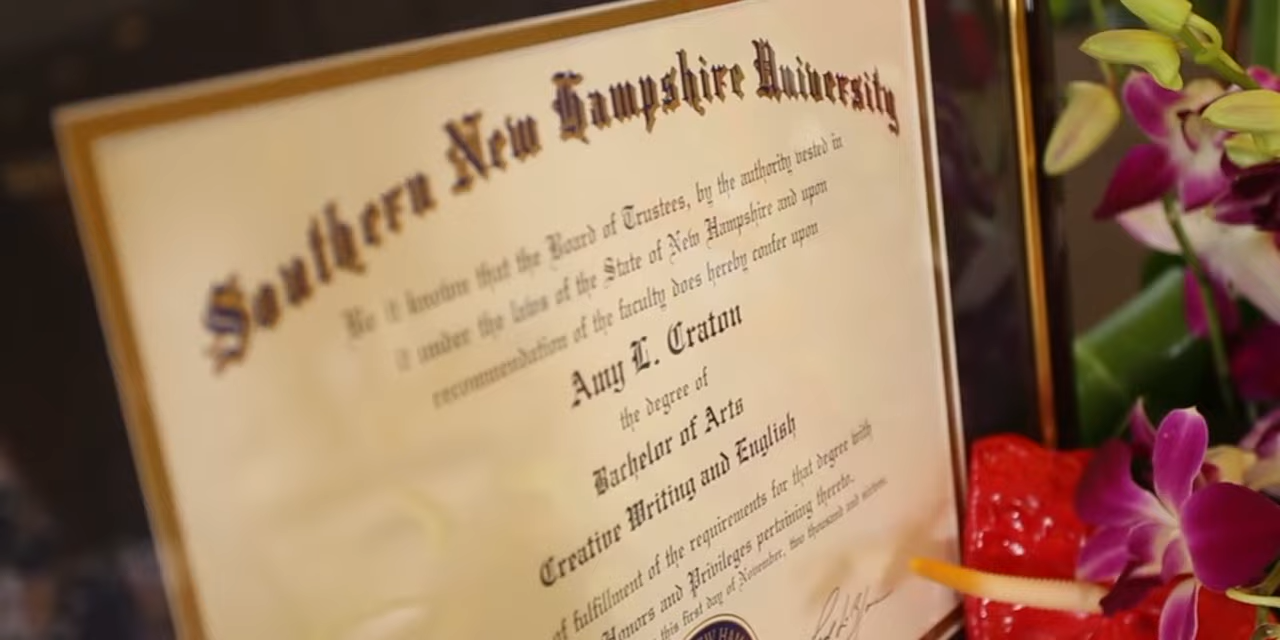 Southern New Hampshire University
Be it known that the Board of Trustees, by the authority vested in
it under the laws of the State of New Hampshire and upon
recommendation of the faculty does hereby confer upon
Amy L. Craton
the degree of
Bachelor of Arts
Creative Writing and English
of fulfillment of the requirements for that degree with
Honors and Privileges pertaining thereto.
this first day of November, two thousand and sixteen